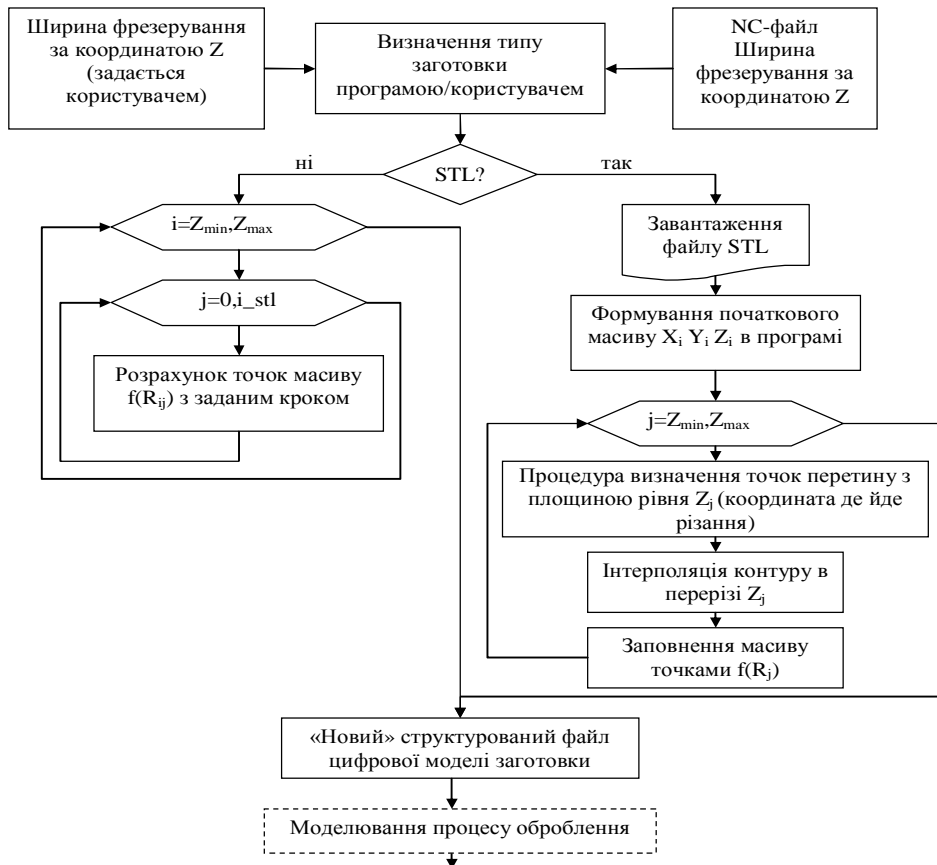 Ширина фрезерування
за координатою Z
(задається
користувачем)
Визначення типу
заготовки
програмою/користувачем
NC-файл
Ширина
фрезерування за
координатою Z
ні
STL?
так
i=Zmin,Zmax
j=0,i_stl
Розрахунок точок масиву
f(Rij) з заданим кроком
Завантаження
файлу STL
Формування початкового
масиву Xi Yi Zi в програмі
j=Zmin,Zmax
Процедура визначення точок перетину з
площиною рівня Zj (координата де йде
різання)
Інтерполяція контуру в
перерізі Zj
Заповнення масиву
точками f(Rj)
«Новий» структурований файл
цифрової моделі заготовки
Моделювання процесу оброблення